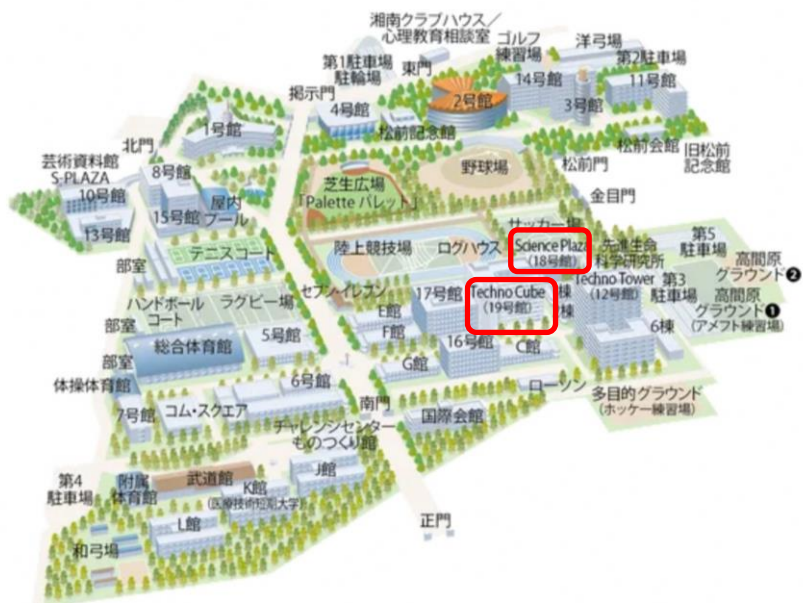 湘南クラブハウス／
心理教育相談室
ゴルフ
練習場
洋弓場
第1駐車場
駐輪場
東門
14号館
第2駐車場
11号館
掲示門
4号館
2号館
3号館
1号館
松前記念館
松前会館
旧松前
記念館
北門
芸術資料館
S-PLAZA
10号館
8号館
野球場
松前門
芝生広場
「Paletteパレット」
金目門
15号館
屋内
プール
13号館
サッカー場
テニスコート
陸上競技場
ログハウス
Science Plaza
(18号館)
先進生命
科学研究所
第5
駐車場
高間原
グラウンド❷
部室
セブン-イレブン
17号館
Techno Cube
(19号館)
棟
棟
Techno Tower
(12号館)
第3
駐車場
高間原
グラウンド❶
(アメフト練習場)
ハンドボール
コート
ラグビー場
E館
F館
部室
総合体育館
5号館
16号館
C館
6棟
部室
G館
体操体育館
6号館
ローソン
多目的グラウンド
(ホッケー練習場)
7号館
コム・スクエア
南門
国際会館
チャレンジセンター
ものつくり館
J館
第4
駐車場
附属
体育館
武道館
K館
(医療技術短期大学)
L館
正門
和弓場